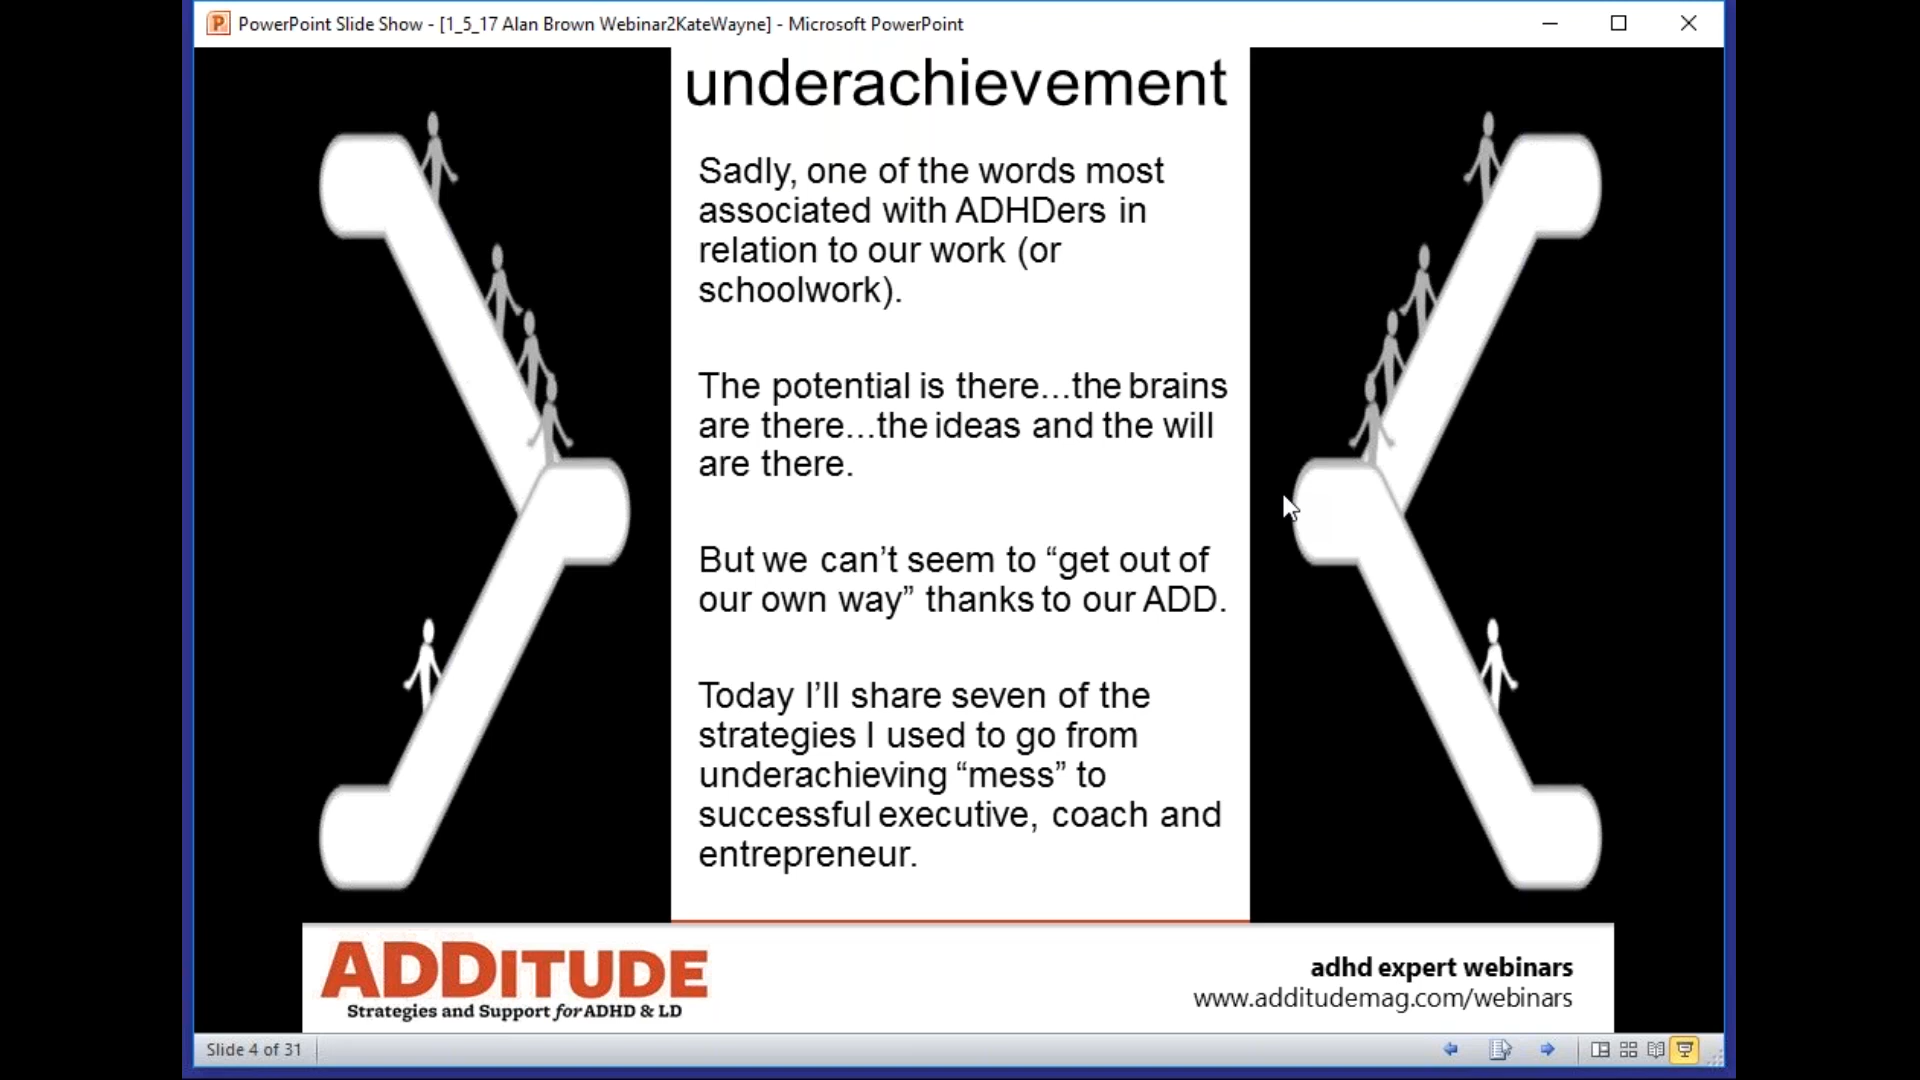 PowerPoint Slide Show - [1_5_17 Alan Brown Webinar2KateWayne] - Microsoft PowerPoint
underachievement
Sadly, one of the words most
associated with ADHDers in
relation to our work (or
schoolwork).
The potential is there...the brains
are there...the ideas and the will
are there.
But we can’t seem to “get out of
our own way” thanks to our ADD.
Today I’ll share seven of the
strategies I used to go from
underachieving “mess” to
successful executive, coach and
entrepreneur.
ADDITUDE
Strategies and Support for ADHD & LD
adhd expert webinars
www.additudemag.com/webinars
Slide 4 of 31